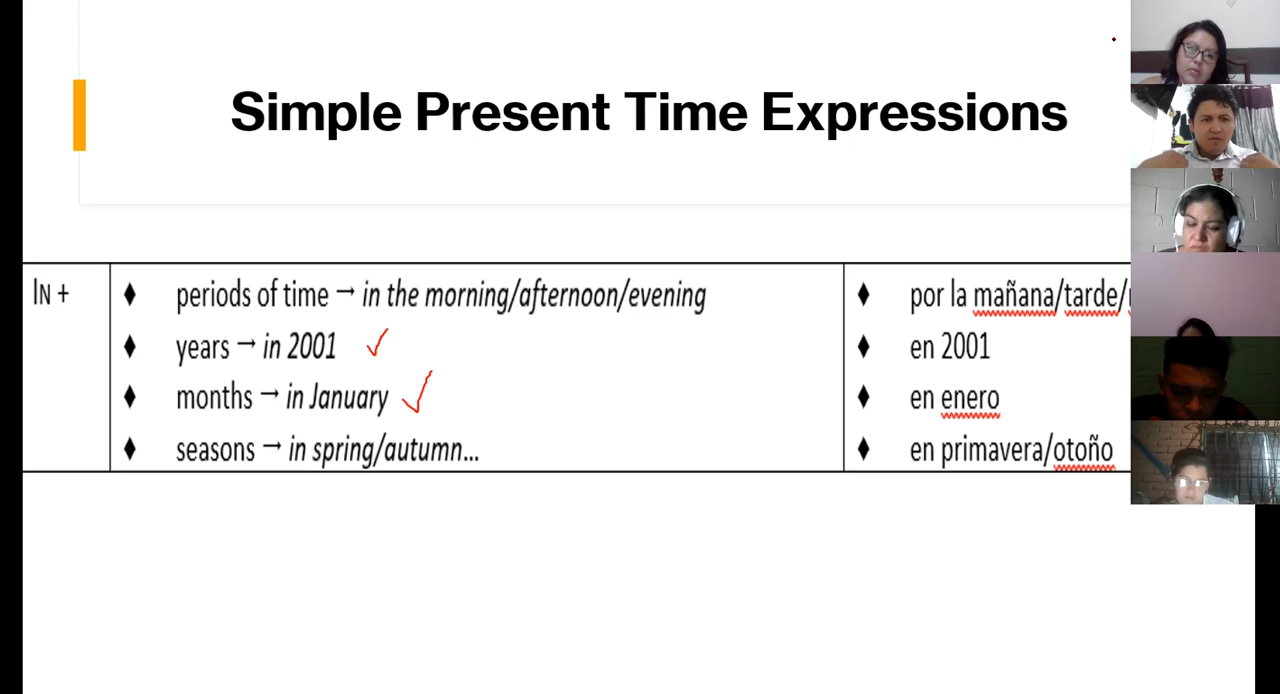 Simple Present Time Expressions
IN +
♦ periods of time → in the morning/afternoon/evening
♦ years → in 2001
♦ months → in January
♦ seasons → in spring/autumn...
♦ por la mañana/tarde/
♦ en 2001
♦ en enero
♦ en primavera/otoño